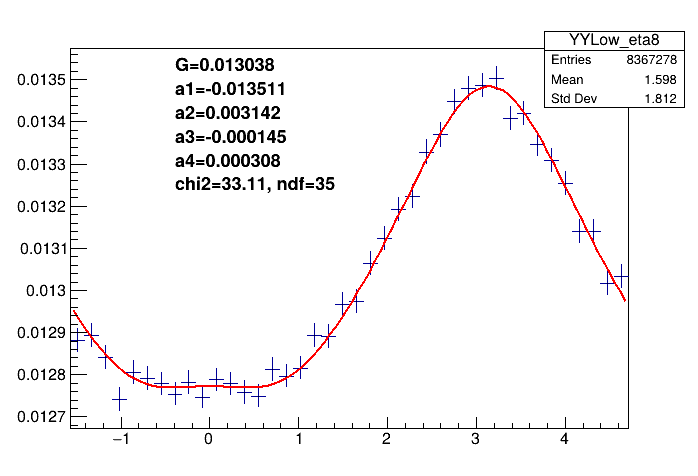 YYLow_eta8
Entries 8367278
Mean 1.598
Std Dev 1.812
G=0.013038
a1=-0.013511
a2=0.003142
a3=-0.000145
a4=0.000308
chi2=33.11, ndf=35
0.0135
0.0134
0.0133
0.0132
0.0131
0.013
0.0129
0.0128
0.0127
−1 0 1 2 3 4